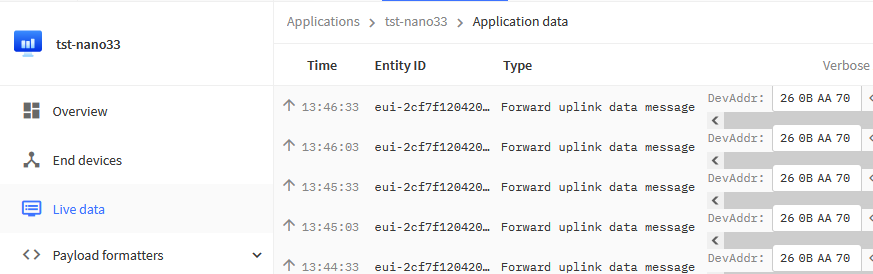 Applications > tst-nano33 > Application data
tst-nano33
Time Entity ID Type Verbose
↑ 13:46:33 eui-2cf7f120420… Forward uplink data message DevAddr: 26 0B AA 70
Overview
↑ 13:46:03 eui-2cf7f120420… Forward uplink data message DevAddr: 26 0B AA 70
End devices
↑ 13:45:33 eui-2cf7f120420… Forward uplink data message DevAddr: 26 0B AA 70
Live data
↑ 13:45:03 eui-2cf7f120420… Forward uplink data message DevAddr: 26 0B AA 70
Payload formatters
↑ 13:44:33 eui-2cf7f120420… Forward uplink data message DevAddr: 26 0B AA 70